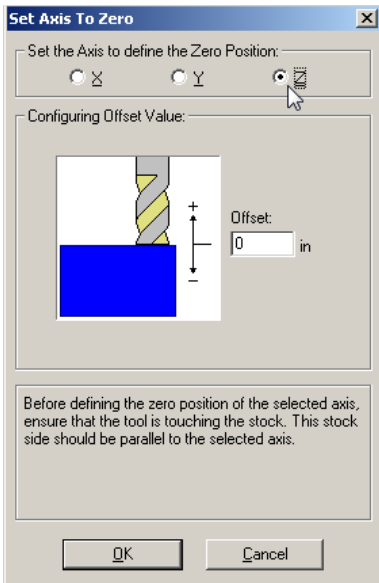 Set Axis To Zero
Set the Axis to define the Zero Position:
X Y Z
Configuring Offset Value:
+
Offset:
0 in
−
Before defining the zero position of the selected axis,
ensure that the tool is touching the stock. This stock
side should be parallel to the selected axis.
OK Cancel